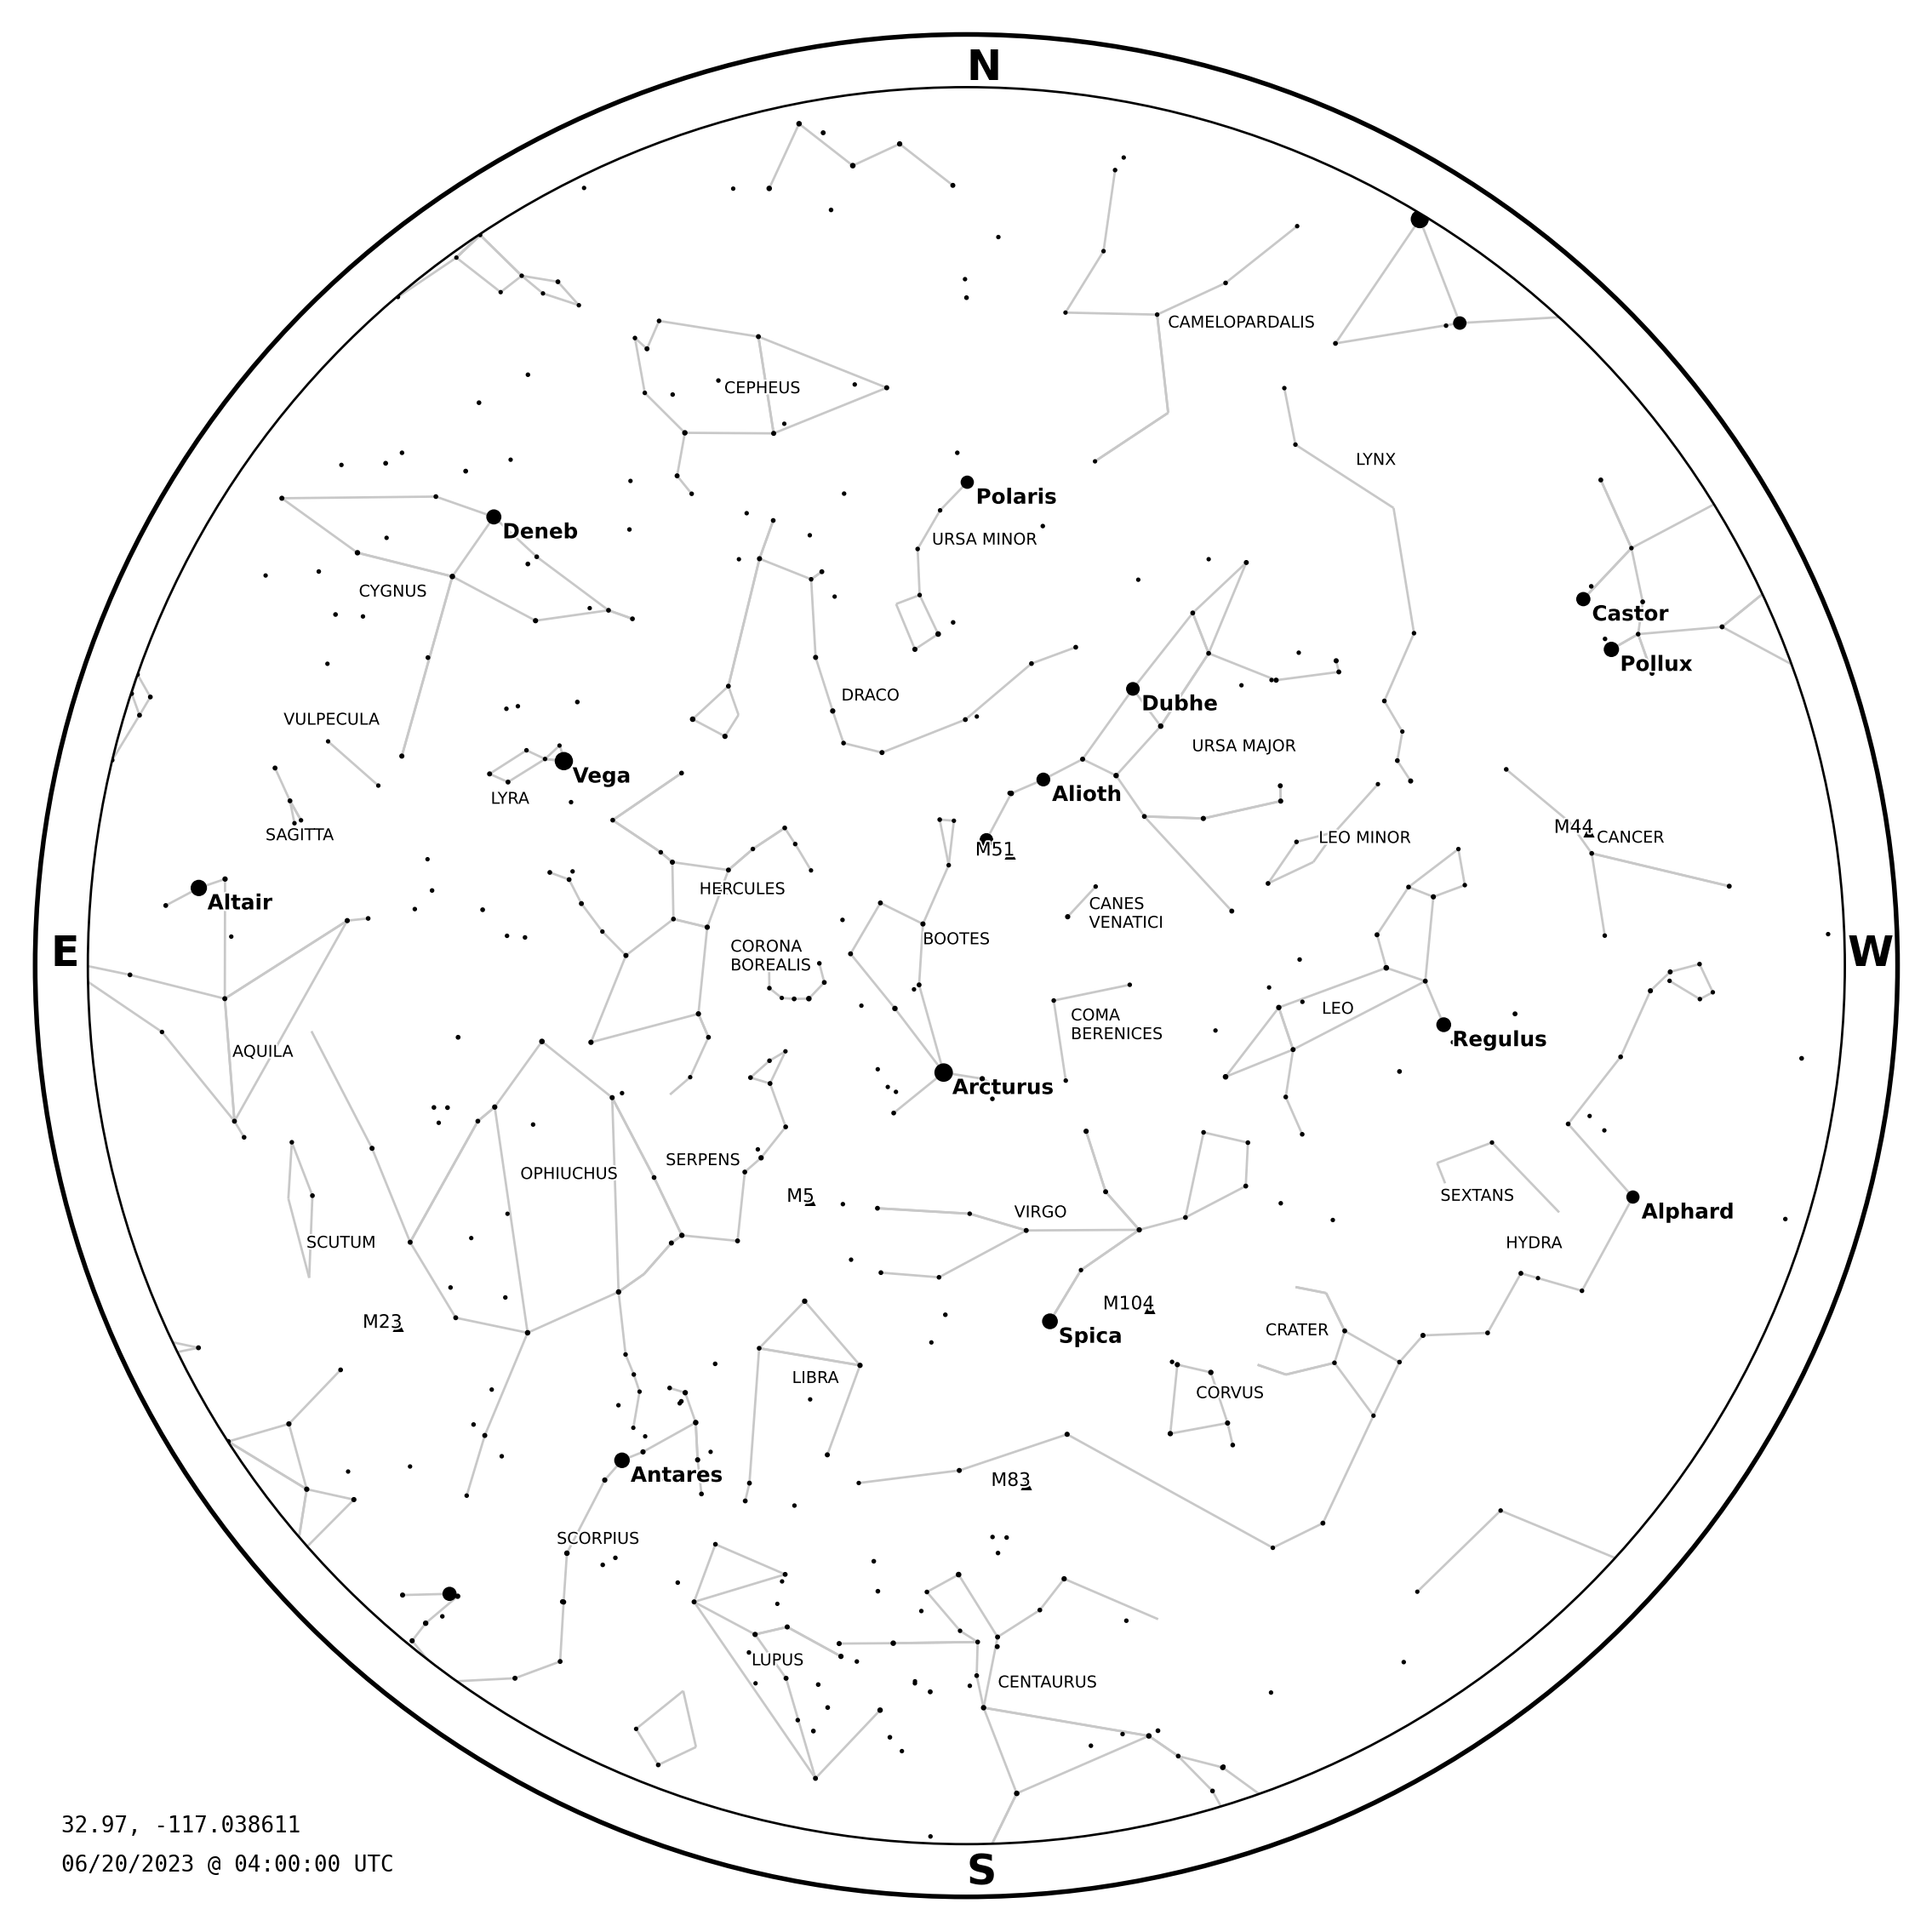 N
CAMELOPARDALIS
CEPHEUS
LYNX
Polaris
Deneb
URSA MINOR
CYGNUS
Castor
Pollux
DRACO
Dubhe
VULPECULA
URSA MAJOR
Vega
LYRA
Alioth
SAGITTA
M44
CANCER
LEO MINOR
M51
HERCULES
Altair
CANES
VENATICI
BOOTES
CORONA
BOREALIS
E
W
LEO
COMA
BERENICES
Regulus
AQUILA
Arcturus
SERPENS
OPHIUCHUS
M5
SEXTANS
VIRGO
Alphard
SCUTUM
HYDRA
M104
M23
CRATER
Spica
LIBRA
CORVUS
Antares
M83
SCORPIUS
LUPUS
CENTAURUS
S
32.97, -117.038611
06/20/2023 @ 04:00:00 UTC